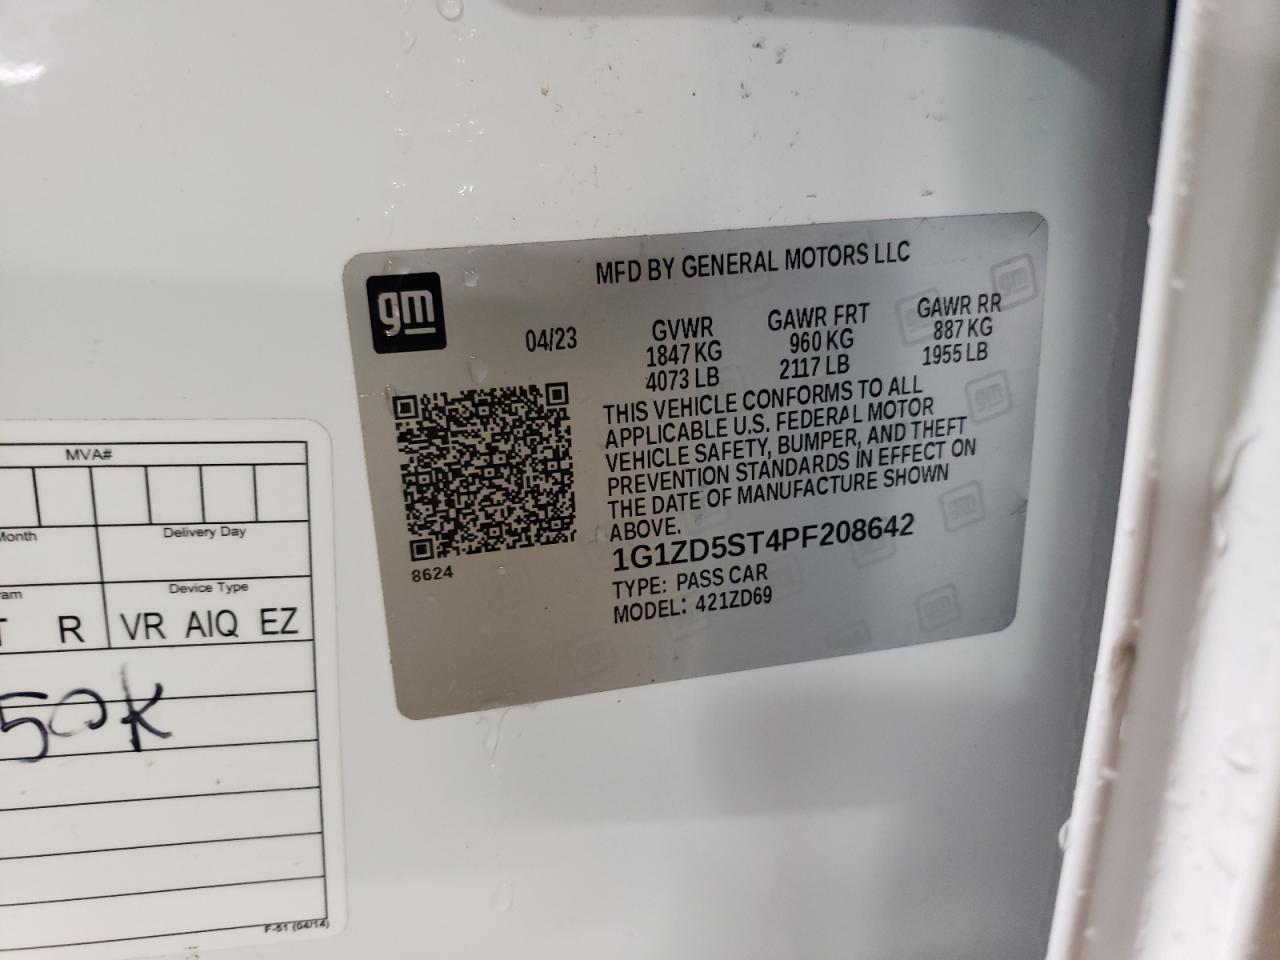 gm
MFD BY GENERAL MOTORS LLC
04/23
GVWR GAWR FRT GAWR RR
1847 KG 960 KG 887 KG
4073 LB 2117 LB 1955 LB
THIS VEHICLE CONFORMS TO ALL
APPLICABLE U.S. FEDERAL MOTOR
VEHICLE SAFETY, BUMPER, AND THEFT
PREVENTION STANDARDS IN EFFECT ON
THE DATE OF MANUFACTURE SHOWN
ABOVE.
1G1ZD5ST4PF208642
TYPE: PASS CAR
MODEL: 421ZD69
8624
MVA#
Delivery Day
Device Type
R VR AIQ EZ
50K
F-51 (04/14)